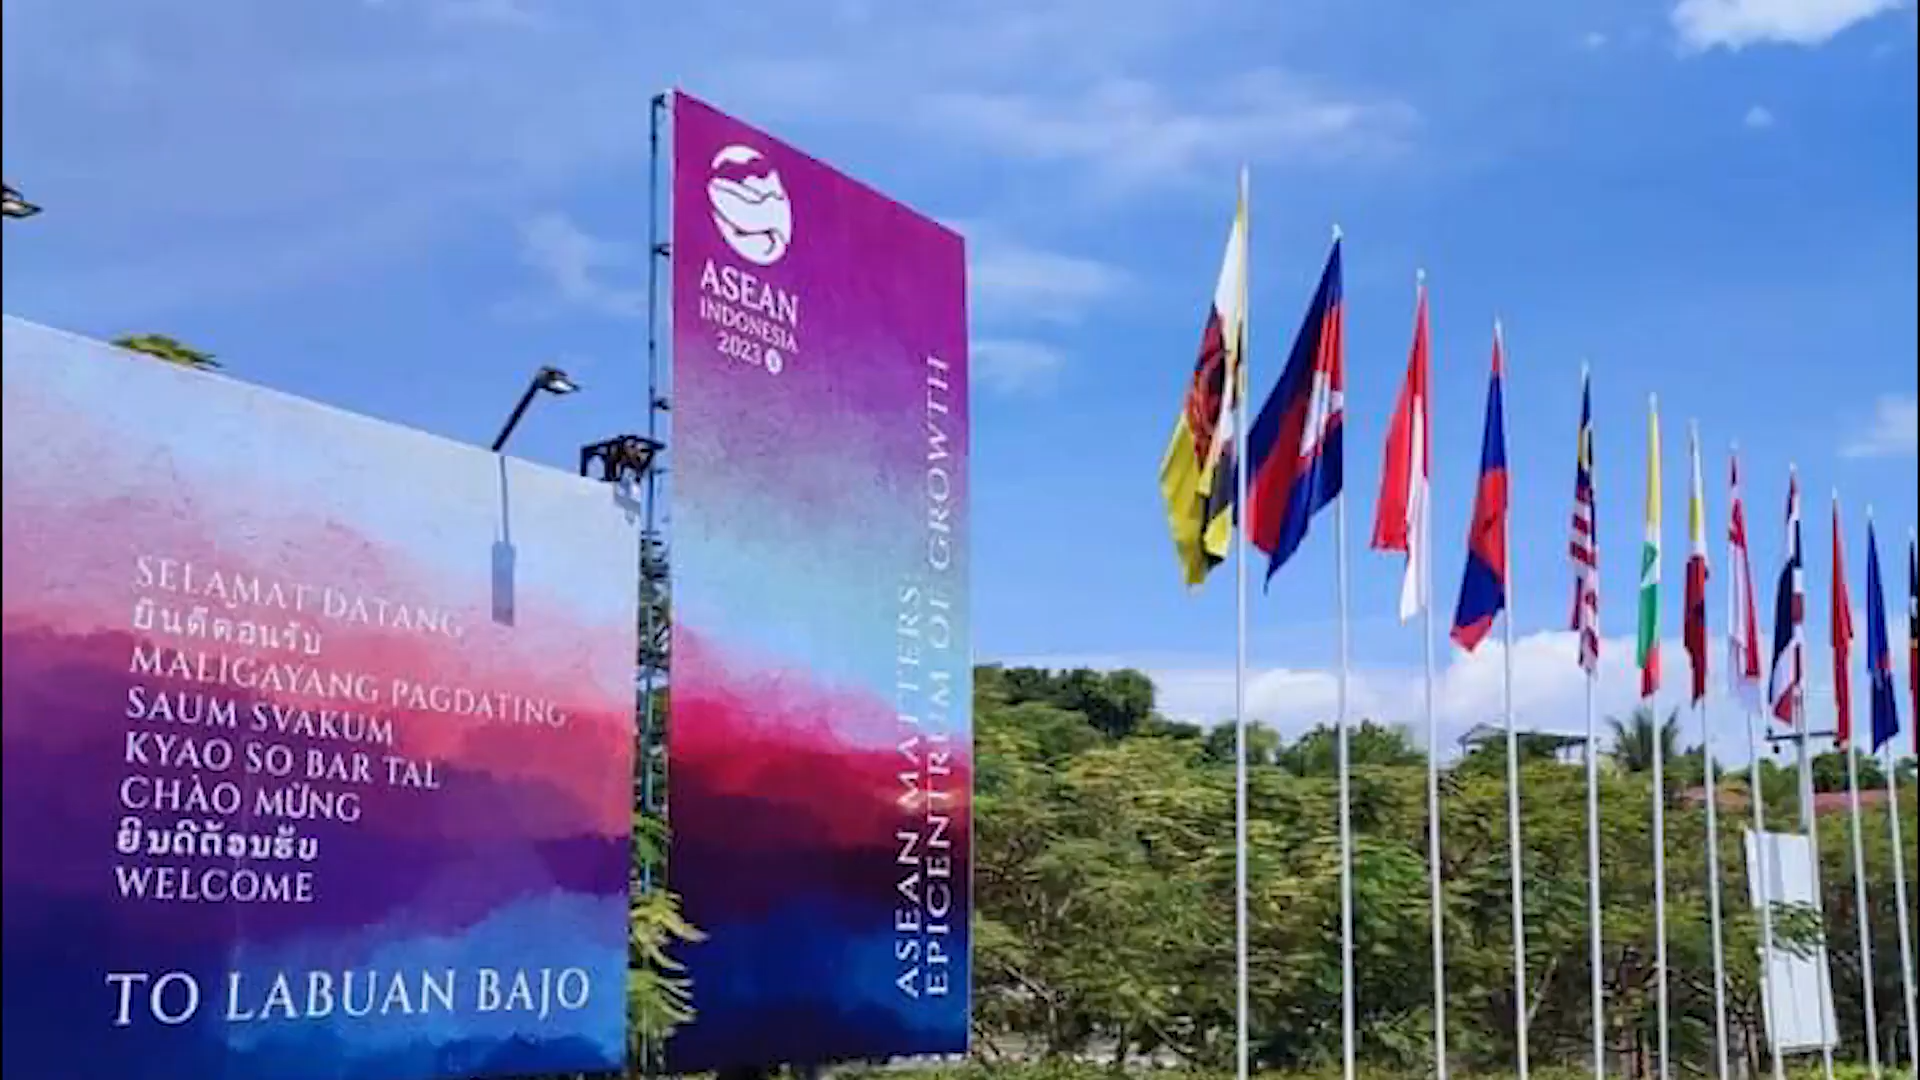 SELAMAT DATANG
ยินดีต้อนรับ
MALIGAYANG PAGDATING
SAUM SVAKUM
KYAO SO BAR TAL
CHÀO MỪNG
ຍິນດີຕ້ອນຮັບ
WELCOME
TO LABUAN BAJO
ASEAN
INDONESIA
2023
ASEAN MATTERS:
EPICENTRUM OF GROWTH